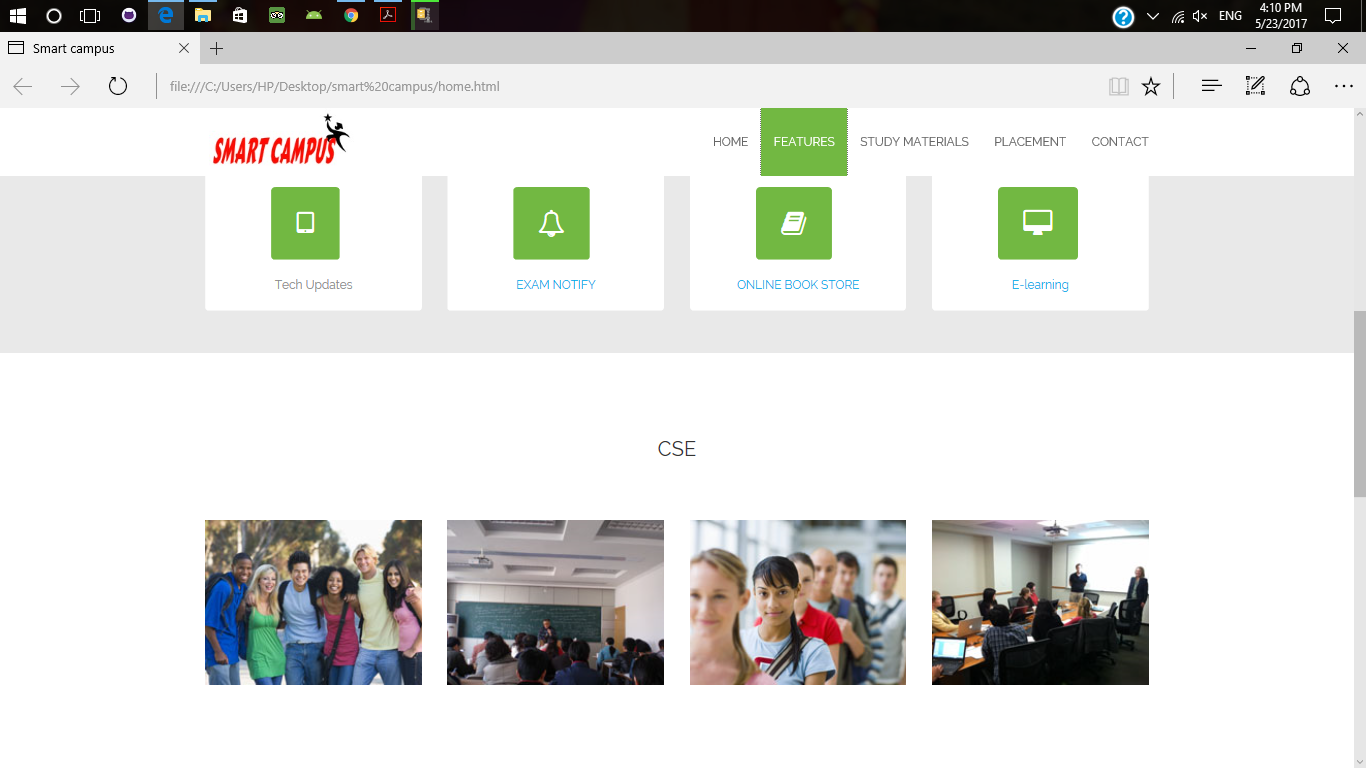 ENG
4:10 PM
5/23/2017
Smart campus
file:///C:/Users/HP/Desktop/smart%20campus/home.html
SMART CAMPUS
HOME FEATURES STUDY MATERIALS PLACEMENT CONTACT
Tech Updates EXAM NOTIFY ONLINE BOOK STORE E-learning
CSE